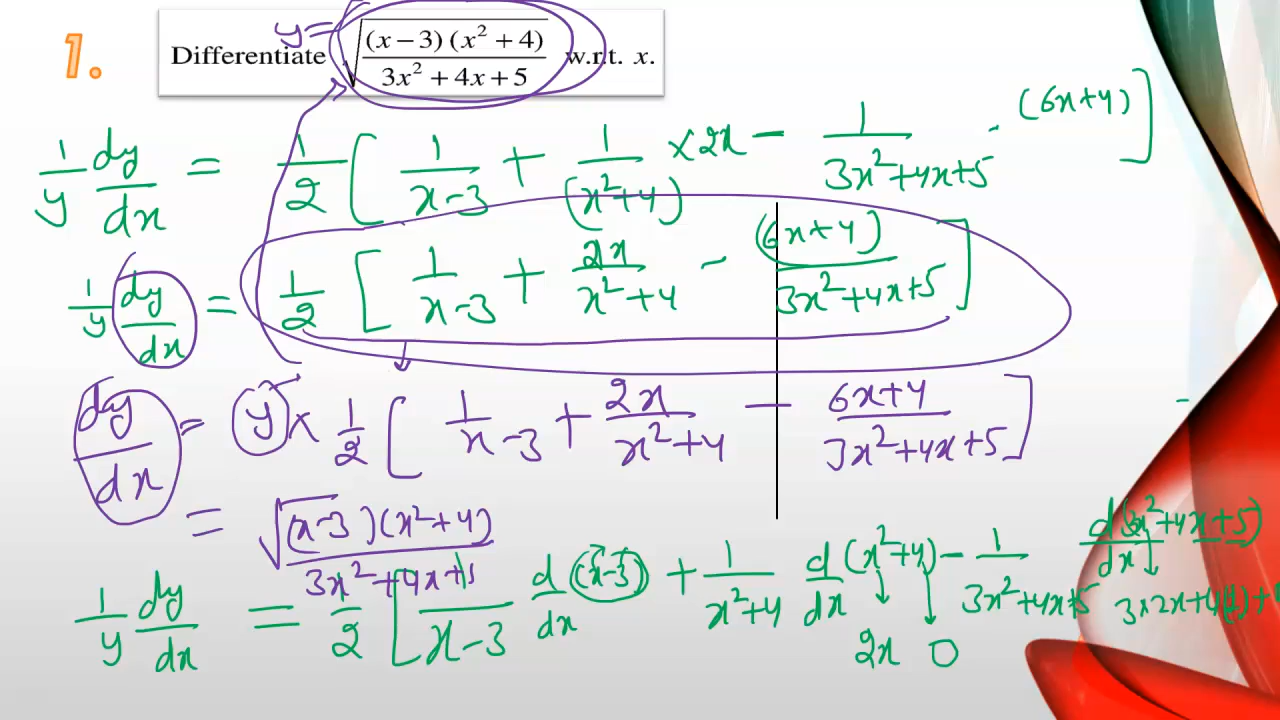 1.
y = Differentiate √((x − 3) (x² + 4) / (3x² + 4x + 5)) w.r.t. x.
1/y dy/dx = 1/2 [ 1/(x-3) + 1/(x²+4) × 2x − 1/(3x²+4x+5) · (6x+4) ]
1/y dy/dx = 1/2 [ 1/(x-3) + 2x/(x²+4) − (6x+4)/(3x²+4x+5) ]
dy/dx = y × 1/2 [ 1/(x-3) + 2x/(x²+4) − 6x+4/(3x²+4x+5) ]
= √((x-3)(x²+4)/(3x²+4x+5))
1/y dy/dx = 1/2 [ 1/(x-3) d/dx (x-3) + 1/(x²+4) d/dx (x²+4) − 1/(3x²+4x+5) d/dx (3x²+4x+5)
3×2x+4(1)+
2x 0